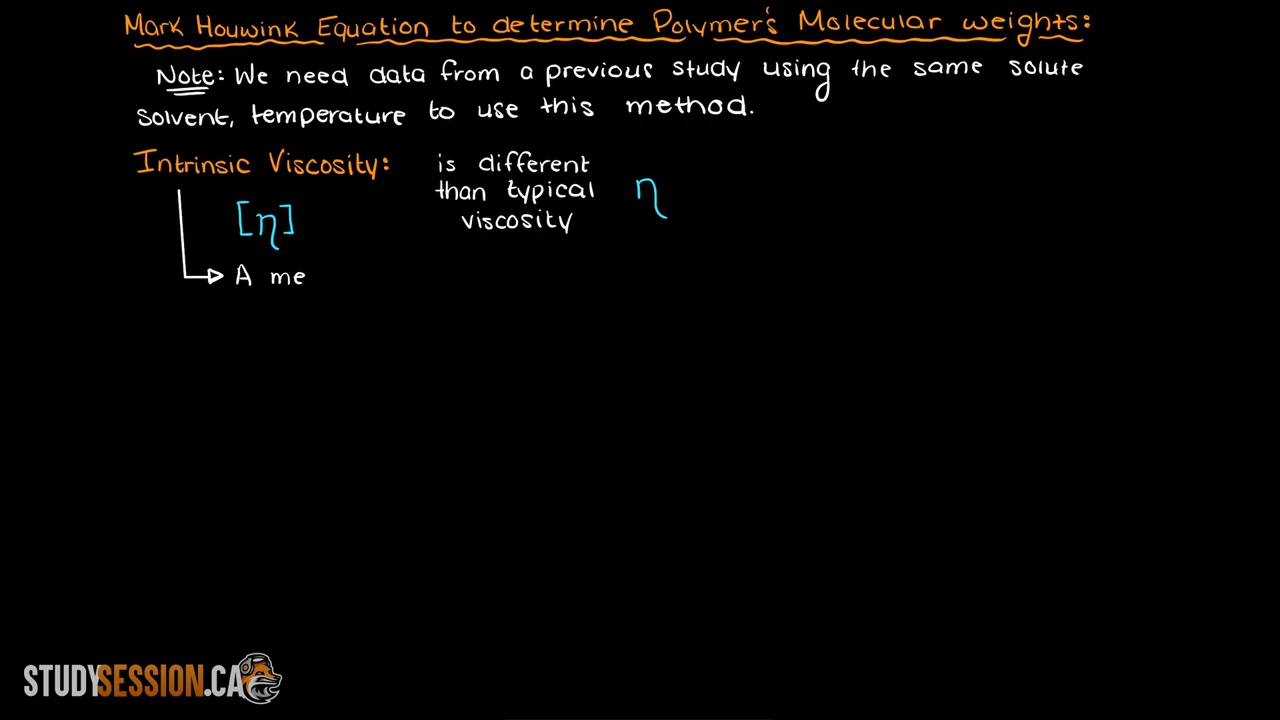 Mark Houwink Equation to determine Polymer's Molecular weights:
Note: We need data from a previous study using the same solute
solvent, temperature to use this method.
Intrinsic Viscosity:
is different
than typical
viscosity
η
[η]
A me
STUDYSESSION.CA